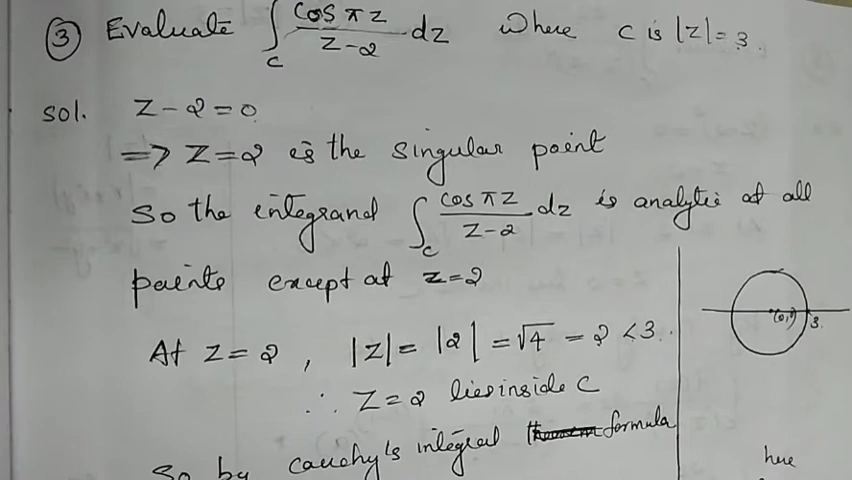 ③ Evaluate ∫_C (cos πz)/(z-2) dz where C is |z|=3.
sol. z-2=0
⇒ z=2 is the singular point
So the integrand ∫_C (cos πz)/(z-2) dz is analytic at all
points except at z=2
At z=2, |z|=|2|=√4=2<3.
∴ z=2 lies inside C
So by cauchy's integral formula
(0,0) 3.
here